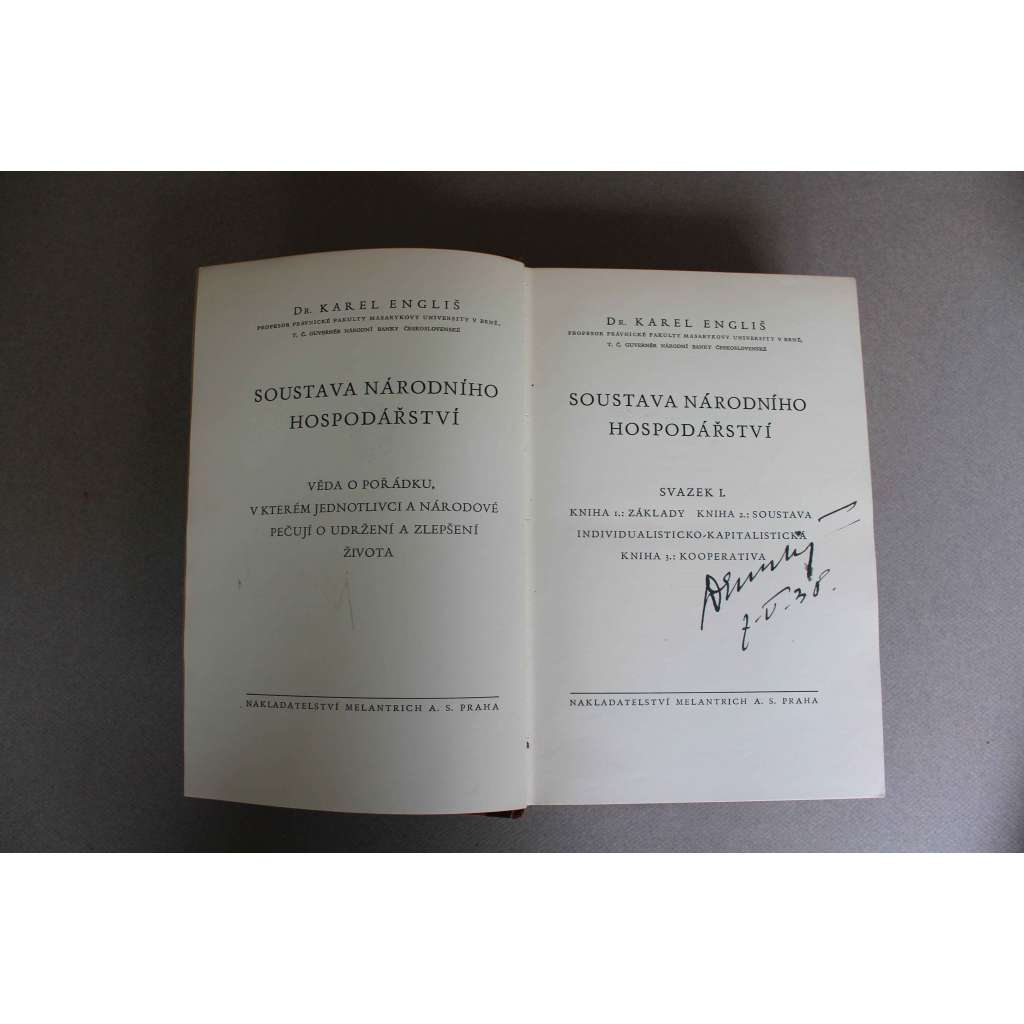 Dr. KAREL ENGLIŠ
PROFESOR PRÁVNICKÉ FAKULTY MASARYKOVY UNIVERSITY V BRNĚ,
T. Č. GUVERNÉR NÁRODNÍ BANKY ČESKOSLOVENSKÉ
SOUSTAVA NÁRODNÍHO
HOSPODÁŘSTVÍ
VĚDA O POŘÁDKU,
V KTERÉM JEDNOTLIVCI A NÁRODOVÉ
PEČUJÍ O UDRŽENÍ A ZLEPŠENÍ
ŽIVOTA
NAKLADATELSTVÍ MELANTRICH A. S. PRAHA
Dr. KAREL ENGLIŠ
PROFESOR PRÁVNICKÉ FAKULTY MASARYKOVY UNIVERSITY V BRNĚ,
T. Č. GUVERNÉR NÁRODNÍ BANKY ČESKOSLOVENSKÉ
SOUSTAVA NÁRODNÍHO
HOSPODÁŘSTVÍ
SVAZEK I.
KNIHA 1.: ZÁKLADY KNIHA 2.: SOUSTAVA
INDIVIDUALISTICKO-KAPITALISTICKÁ
KNIHA 3.: KOOPERATIVA
7-V-38.
NAKLADATELSTVÍ MELANTRICH A. S. PRAHA